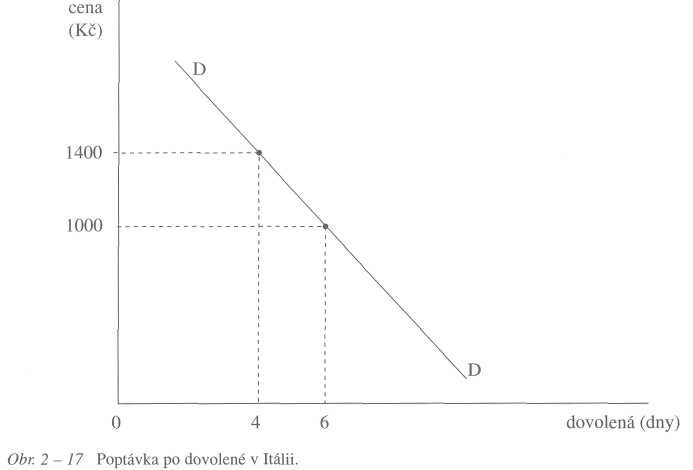 cena
(Kč)
D
1400
1000
D
0 4 6 dovolená (dny)
Obr. 2 – 17 Poptávka po dovolené v Itálii.